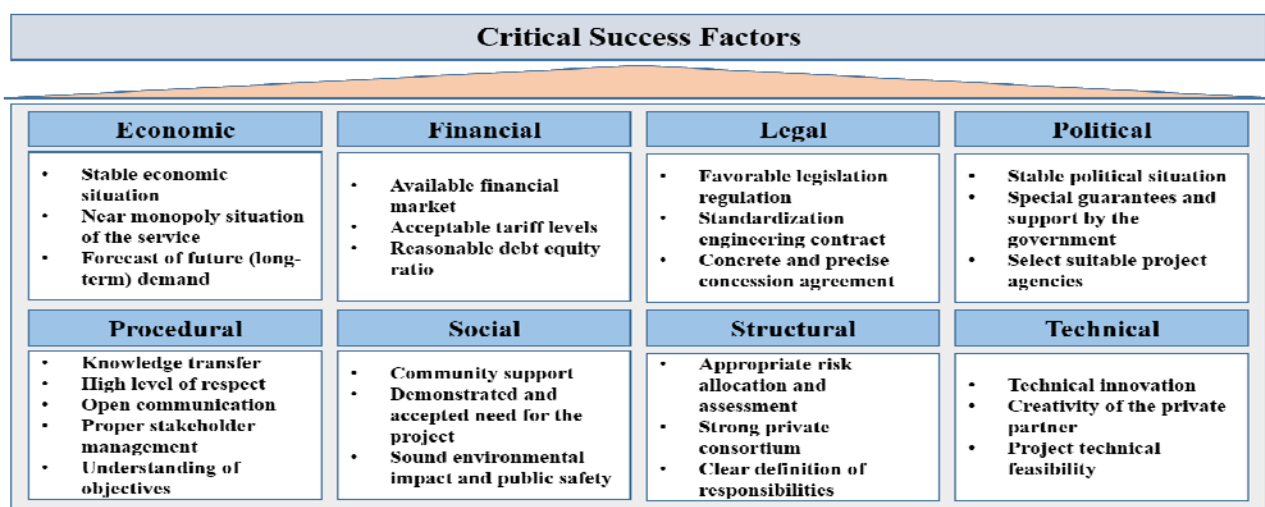 Critical Success Factors
Economic
• Stable economic
situation
• Near monopoly situation
of the service
• Forecast of future (long-
term) demand
Financial
• Available financial
market
• Acceptable tariff levels
• Reasonable debt equity
ratio
Legal
• Favorable legislation
regulation
• Standardization
engineering contract
• Concrete and precise
concession agreement
Political
• Stable political situation
• Special guarantees and
support by the
government
• Select suitable project
agencies
Procedural
• Knowledge transfer
• High level of respect
• Open communication
• Proper stakeholder
management
• Understanding of
objectives
Social
• Community support
• Demonstrated and
accepted need for the
project
• Sound environmental
impact and public safety
Structural
• Appropriate risk
allocation and
assessment
• Strong private
consortium
• Clear definition of
responsibilities
Technical
• Technical innovation
• Creativity of the private
partner
• Project technical
feasibility